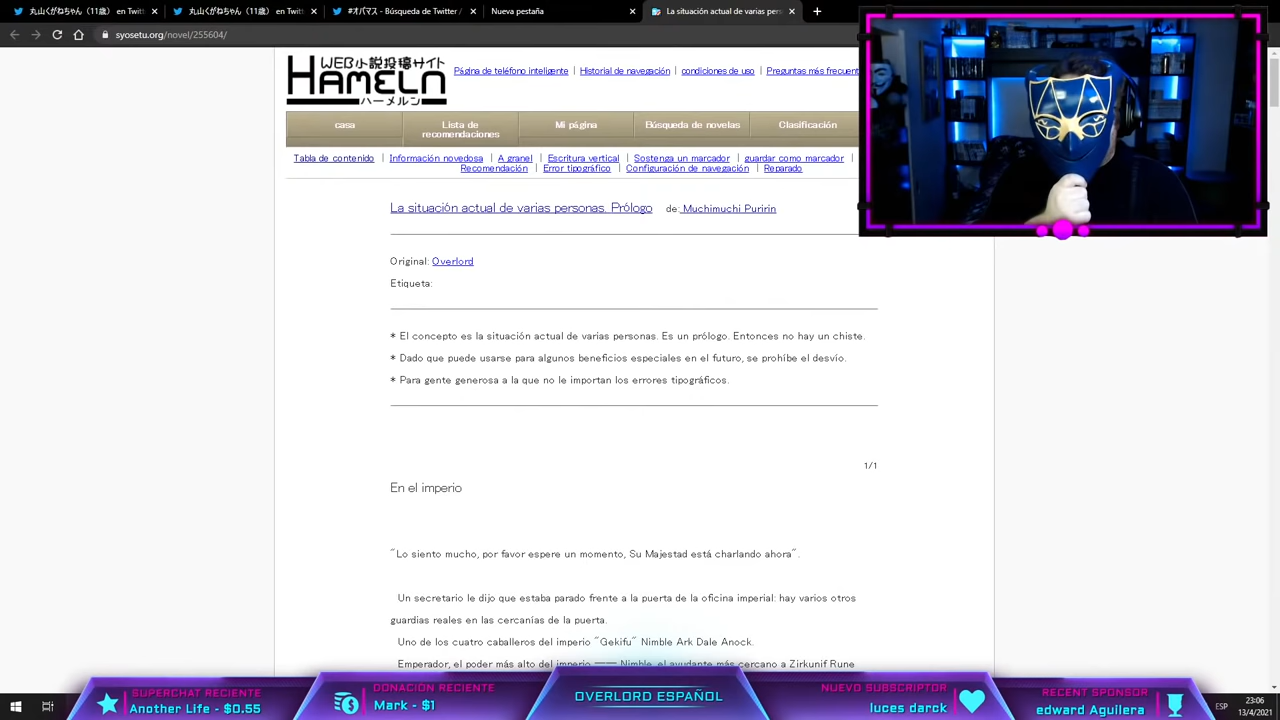 丸山くがねちゃん（11歳）en Twitt
丸山くがねちゃん（11歳）en Twitt
#オバマス - Búsqueda de Twitter
Nueva pestaña
La situación actual de varias pers
syosetu.org/novel/255604/
WEB小説投稿サイト
HAMELN
ハーメルン
Página de teléfono inteligente | Historial de navegación | condiciones de uso | Preguntas más frecuent
casa
Lista de recomendaciones
Mi página
Búsqueda de novelas
Clasificación
Tabla de contenido | Información novedosa | A granel | Escritura vertical | Sostenga un marcador | guardar como marcador |
Recomendación | Error tipográfico | Configuración de navegación | Reparado
La situación actual de varias personas. Prólogo de: Muchimuchi Puririn
Original: Overlord
Etiqueta:
* El concepto es la situación actual de varias personas. Es un prólogo. Entonces no hay un chiste.
* Dado que puede usarse para algunos beneficios especiales en el futuro, se prohíbe el desvío.
* Para gente generosa a la que no le importan los errores tipográficos.
1/1
En el imperio
"Lo siento mucho, por favor espere un momento, Su Majestad está charlando ahora".
Un secretario le dijo que estaba parado frente a la puerta de la oficina imperial: hay varios otros
guardias reales en las cercanías de la puerta.
Uno de los cuatro caballeros del imperio "Gekifu" Nimble Ark Dale Anock.
Emperador, el poder más alto del imperio —— Nimble, el ayudante más cercano a Zirkunif Rune
SUPERCHAT RECIENTE
Another Life - $0.55
DONACIÓN RECIENTE
Mark - $1
OVERLORD ESPAÑOL
NUEVO SUBSCRIPTOR
luces darck
RECENT SPONSOR
edward Aguilera
ESP
23:06
13/4/2021